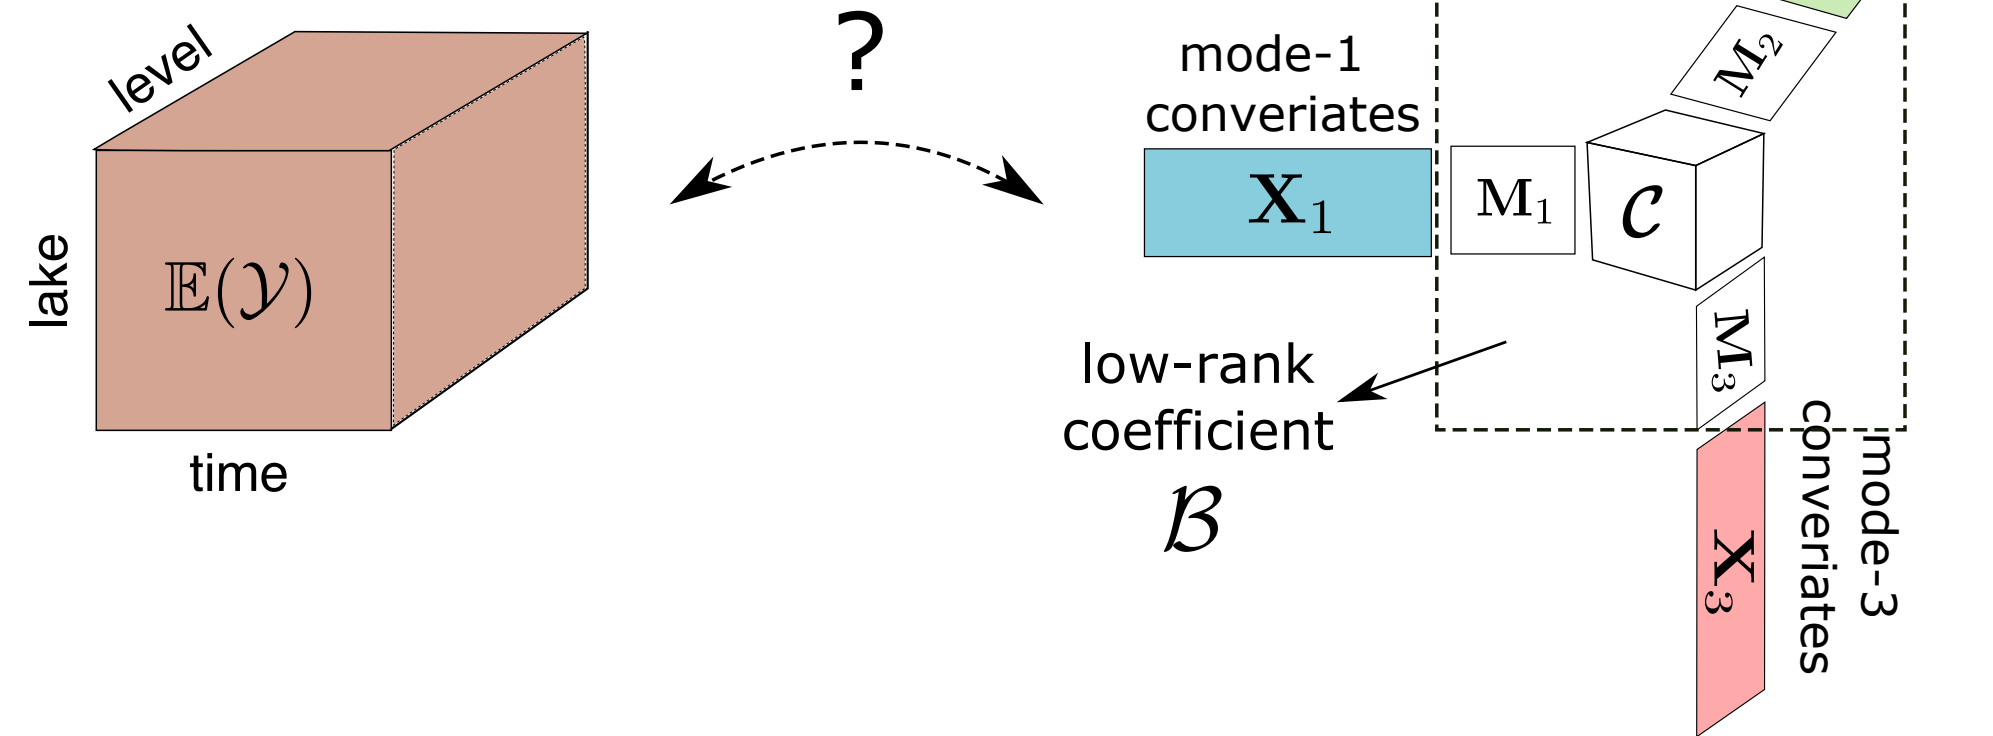 level
lake
𝔼(𝒴)
time
?
mode-1
converiates
X₁
M₁
M₂
𝒞
M₃
low-rank
coefficient
ℬ
X₃
mode-3
converiates